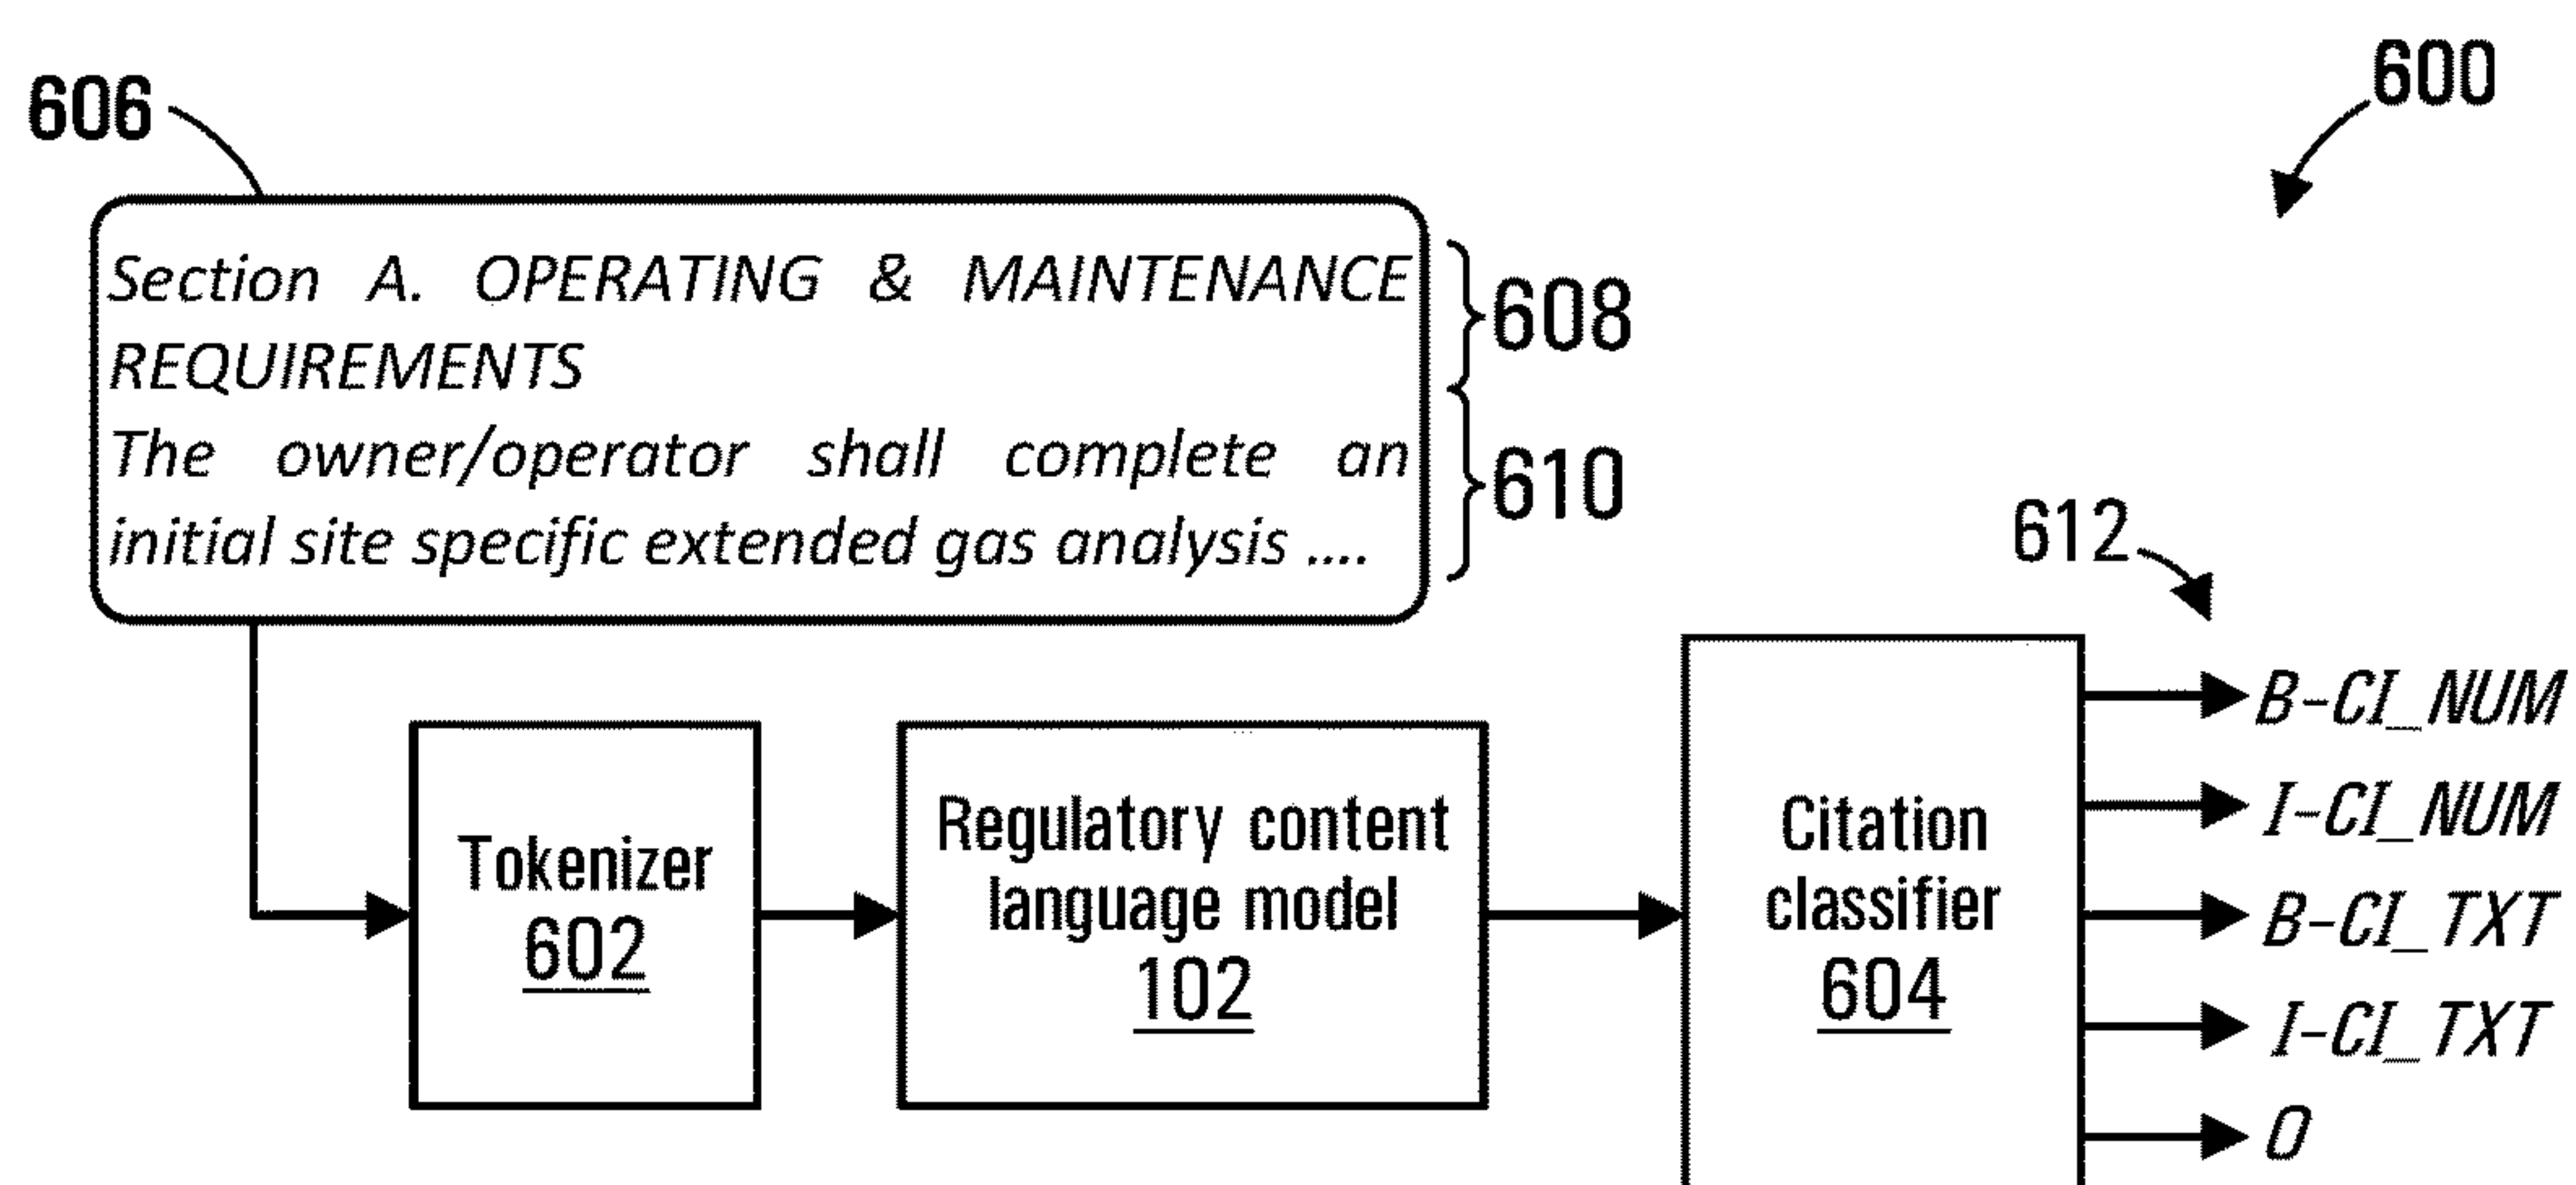 600
606
Section A. OPERATING & MAINTENANCE
REQUIREMENTS
608
The owner/operator shall complete an
initial site specific extended gas analysis ....
610
612
Tokenizer
602
Regulatory content
language model
102
Citation
classifier
604
B-CI_NUM
I-CI_NUM
B-CI_TXT
I-CI_TXT
O